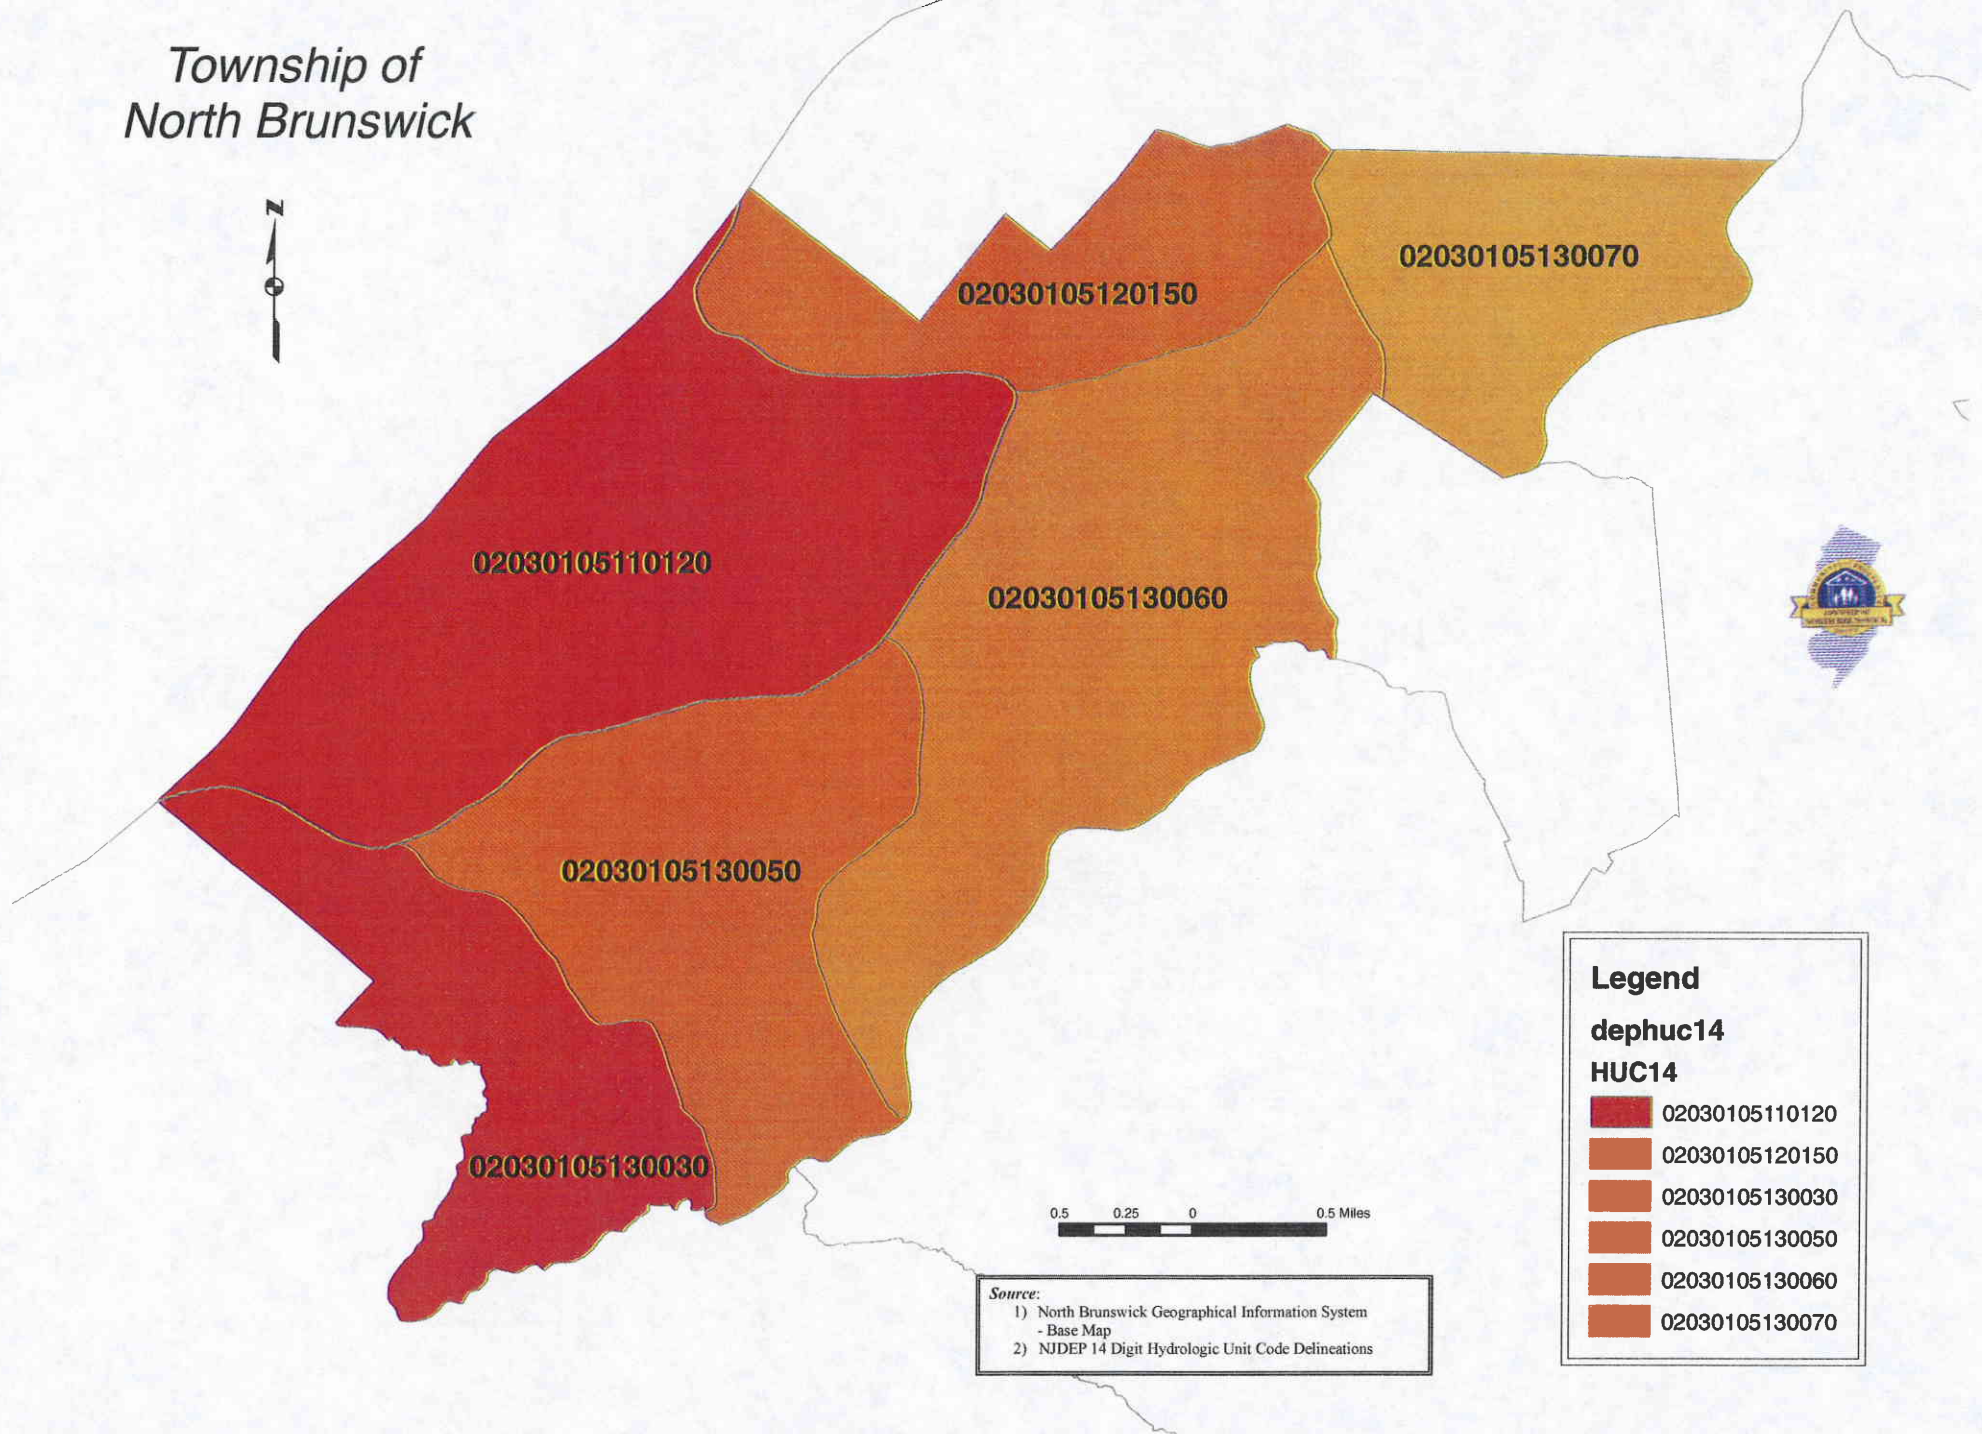 Township of
North Brunswick
N
02030105130070
02030105120150
02030105110120
02030105130060
02030105130050
02030105130030
0.5 0.25 0 0.5 Miles
Source:
1) North Brunswick Geographical Information System
- Base Map
2) NJDEP 14 Digit Hydrologic Unit Code Delineations
Legend
dephuc14
HUC14
02030105110120
02030105120150
02030105130030
02030105130050
02030105130060
02030105130070